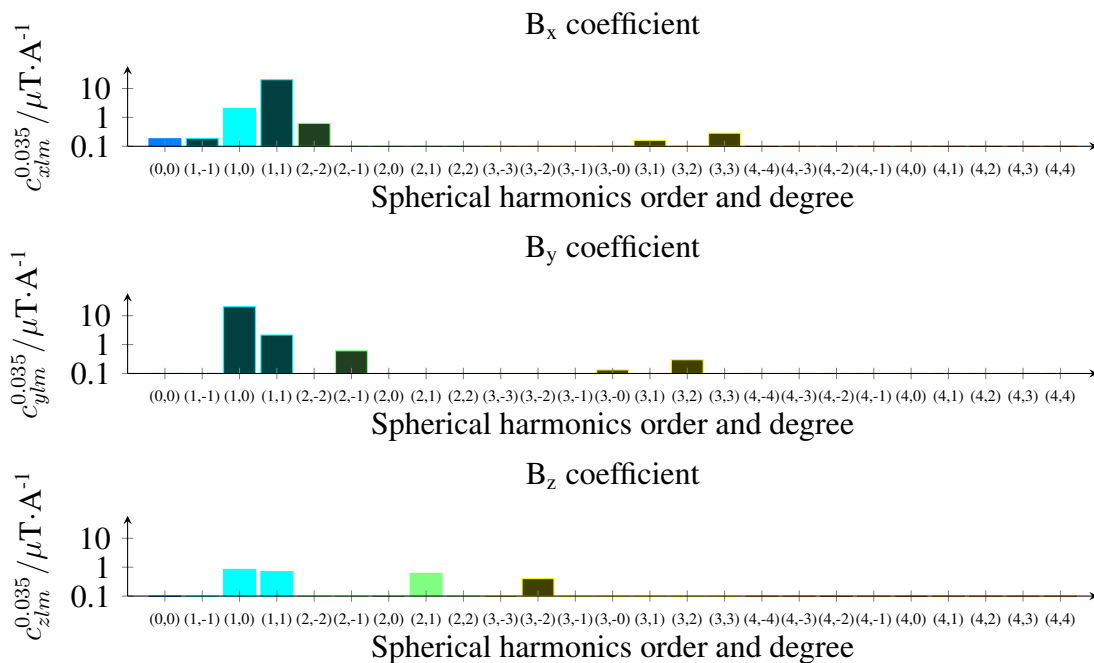 B_x coefficient
c_{xlm}^{0.035} /μT·A^{-1}
10
1
0.1
(0,0) (1,-1) (1,0) (1,1) (2,-2) (2,-1) (2,0) (2,1) (2,2) (3,-3) (3,-2) (3,-1) (3,-0) (3,1) (3,2) (3,3) (4,-4) (4,-3) (4,-2) (4,-1) (4,0) (4,1) (4,2) (4,3) (4,4)
Spherical harmonics order and degree
B_y coefficient
c_{ylm}^{0.035} /μT·A^{-1}
10
1
0.1
(0,0) (1,-1) (1,0) (1,1) (2,-2) (2,-1) (2,0) (2,1) (2,2) (3,-3) (3,-2) (3,-1) (3,-0) (3,1) (3,2) (3,3) (4,-4) (4,-3) (4,-2) (4,-1) (4,0) (4,1) (4,2) (4,3) (4,4)
Spherical harmonics order and degree
B_z coefficient
c_{zlm}^{0.035} /μT·A^{-1}
10
1
0.1
(0,0) (1,-1) (1,0) (1,1) (2,-2) (2,-1) (2,0) (2,1) (2,2) (3,-3) (3,-2) (3,-1) (3,-0) (3,1) (3,2) (3,3) (4,-4) (4,-3) (4,-2) (4,-1) (4,0) (4,1) (4,2) (4,3) (4,4)
Spherical harmonics order and degree